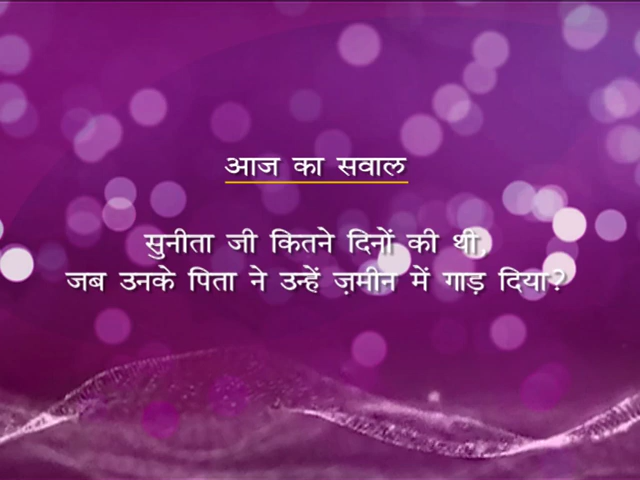 आज का सवाल
सुनीता जी कितने दिनों की थी,
जब उनके पिता ने उन्हें ज़मीन में गाड़ दिया?